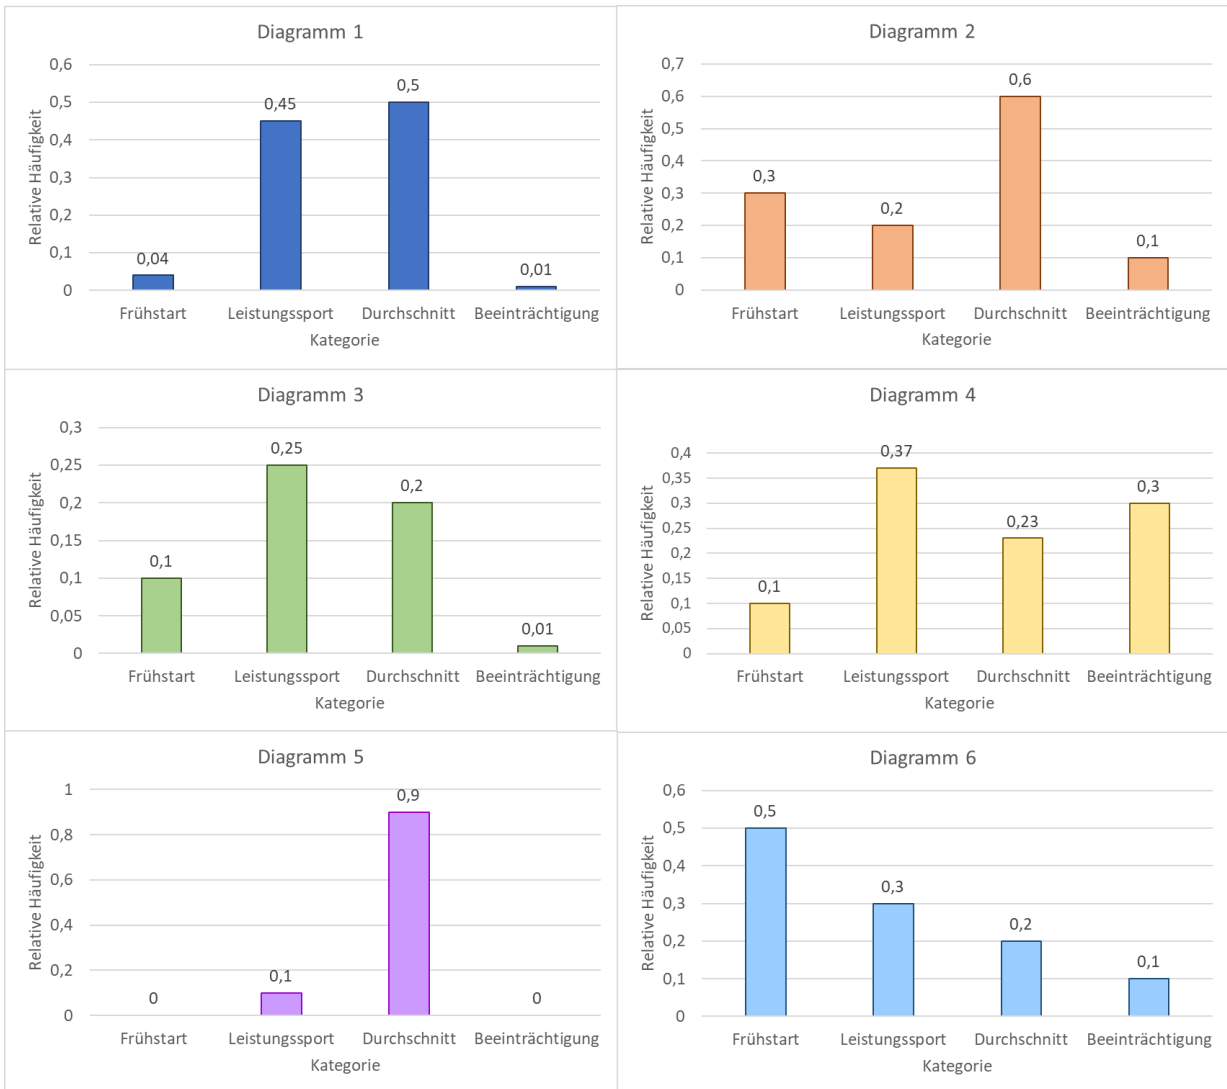 Diagramm 1
Relative Häufigkeit
0,6
0,5
0,4
0,3
0,2
0,1
0
0,04
0,45
0,5
0,01
Frühstart Leistungssport Durchschnitt Beeinträchtigung
Kategorie
Diagramm 2
Relative Häufigkeit
0,7
0,6
0,5
0,4
0,3
0,2
0,1
0
0,3
0,2
0,6
0,1
Frühstart Leistungssport Durchschnitt Beeinträchtigung
Kategorie
Diagramm 3
Relative Häufigkeit
0,3
0,25
0,2
0,15
0,1
0,05
0
0,1
0,25
0,2
0,01
Frühstart Leistungssport Durchschnitt Beeinträchtigung
Kategorie
Diagramm 4
Relative Häufigkeit
0,4
0,35
0,3
0,25
0,2
0,15
0,1
0,05
0
0,1
0,37
0,23
0,3
Frühstart Leistungssport Durchschnitt Beeinträchtigung
Kategorie
Diagramm 5
Relative Häufigkeit
1
0,8
0,6
0,4
0,2
0
0
0,1
0,9
0
Frühstart Leistungssport Durchschnitt Beeinträchtigung
Kategorie
Diagramm 6
Relative Häufigkeit
0,6
0,5
0,4
0,3
0,2
0,1
0
0,5
0,3
0,2
0,1
Frühstart Leistungssport Durchschnitt Beeinträchtigung
Kategorie